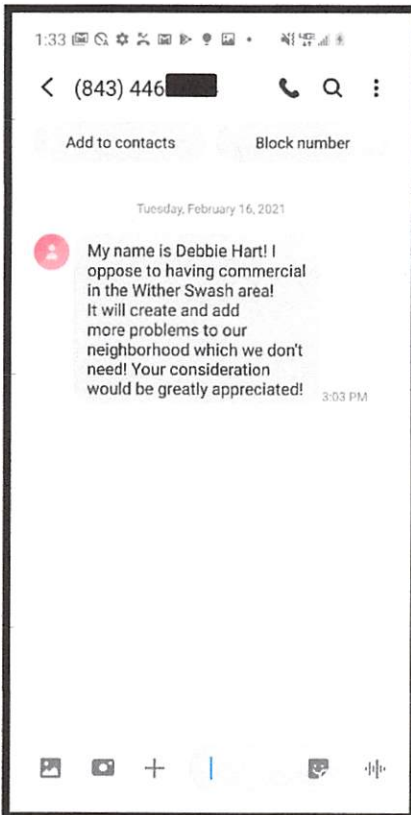 1:33
(843) 446
Add to contacts
Block number
Tuesday, February 16, 2021
My name is Debbie Hart! I
oppose to having commercial
in the Wither Swash area!
It will create and add
more problems to our
neighborhood which we don't
need! Your consideration
would be greatly appreciated!
3:03 PM